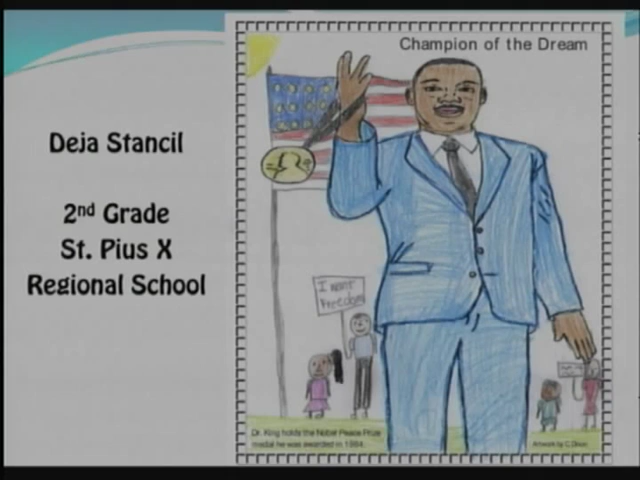 Deja Stancil
2nd Grade
St. Pius X
Regional School
Champion of the Dream
I want
Freedom
Dr. King holds the Nobel Peace Prize
medal he was awarded in 1964.
Artwork by C. Dixon